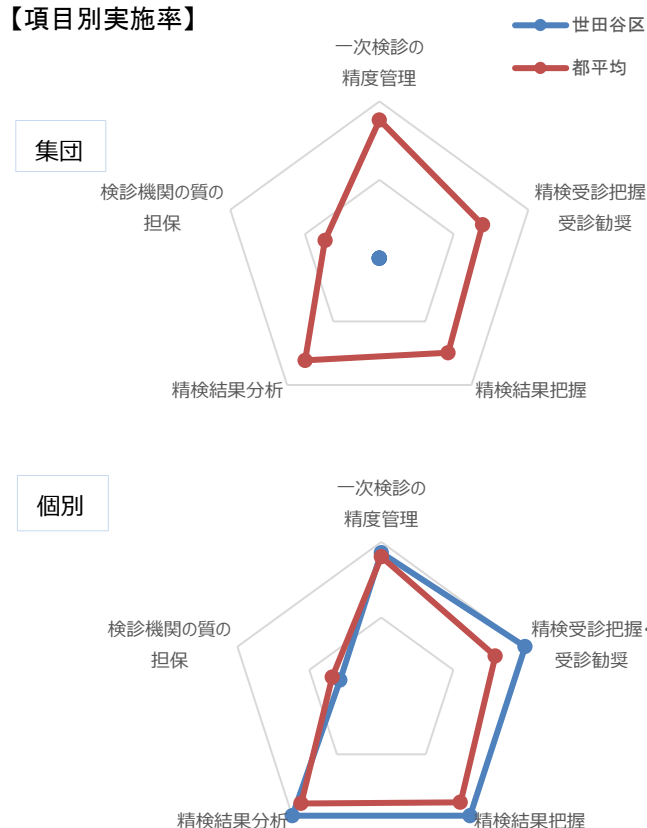 【項目別実施率】
世田谷区
都平均
集団
一次検診の
精度管理
精検受診把握
受診勧奨
精検結果把握
精検結果分析
検診機関の質の
担保
個別
一次検診の
精度管理
精検受診把握・
受診勧奨
精検結果把握
精検結果分析
検診機関の質の
担保